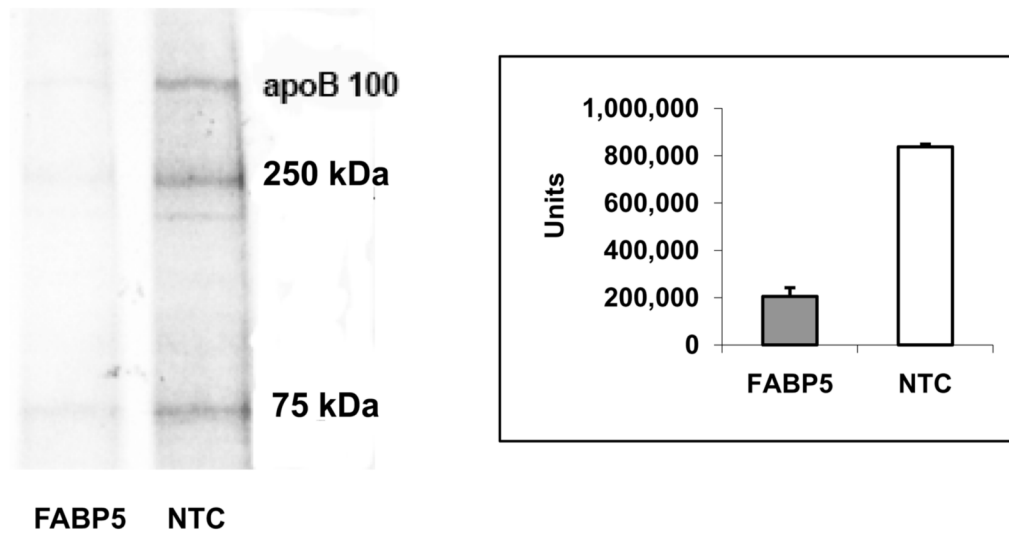 apoB 100
250 kDa
75 kDa
FABP5 NTC
1,000,000
800,000
600,000
400,000
200,000
0
Units
FABP5 NTC